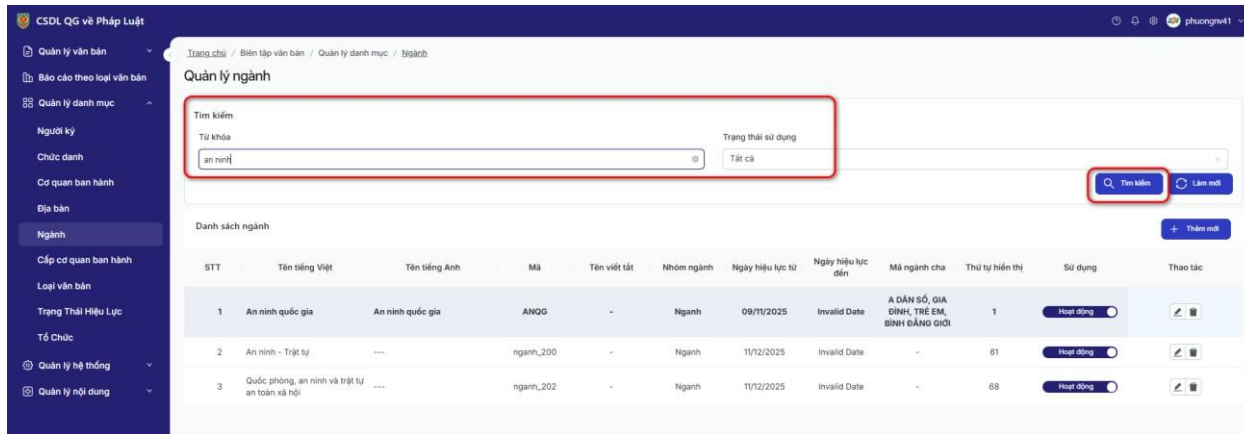 CSDL QG về Pháp Luật
phuongnv41
Quản lý văn bản
Báo cáo theo loại văn bản
Quản lý danh mục
Người ký
Chức danh
Cơ quan ban hành
Địa bàn
Ngành
Cấp cơ quan ban hành
Loại văn bản
Trạng Thái Hiệu Lực
Tổ Chức
Quản lý hệ thống
Quản lý nội dung
Trang chủ / Biên tập văn bản / Quản lý danh mục / Ngành
Quản lý ngành
Tìm kiếm
Từ khóa Trạng thái sử dụng
an ninh Tất cả
Tìm kiếm Làm mới
Danh sách ngành + Thêm mới
STT Tên tiếng Việt Tên tiếng Anh Mã Tên viết tắt Nhóm ngành Ngày hiệu lực từ Ngày hiệu lực Mã ngành cha Thứ tự hiển thị Sử dụng Thao tác
đến
A DÂN SỐ, GIA
1 An ninh quốc gia An ninh quốc gia ANQG - Nganh 09/11/2025 Invalid Date ĐÌNH, TRẺ EM, 1 Hoạt động
BÌNH ĐẲNG GIỚI
2 An ninh - Trật tự --- nganh_200 - Nganh 11/12/2025 Invalid Date - 61 Hoạt động
3 Quốc phòng, an ninh và trật tự --- nganh_202 - Nganh 11/12/2025 Invalid Date - 68 Hoạt động
an toàn xã hội